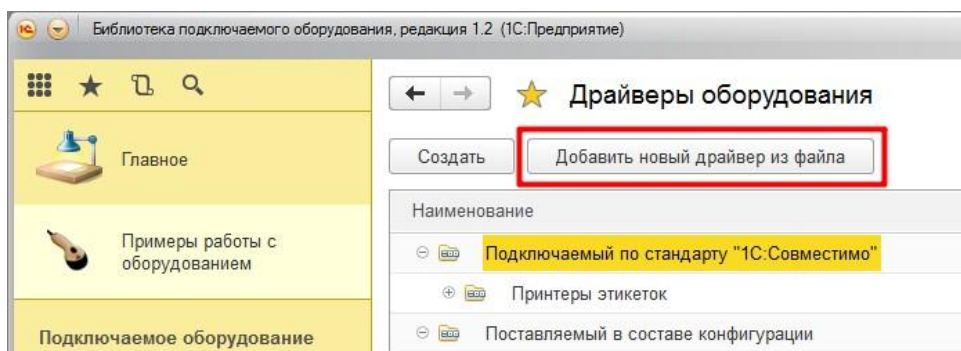 Библиотека подключаемого оборудования, редакция 1.2 (1С:Предприятие)
Главное
Примеры работы с
оборудованием
Подключаемое оборудование
Драйверы оборудования
Создать
Добавить новый драйвер из файла
Наименование
Подключаемый по стандарту "1С:Совместимо"
Принтеры этикеток
Поставляемый в составе конфигурации